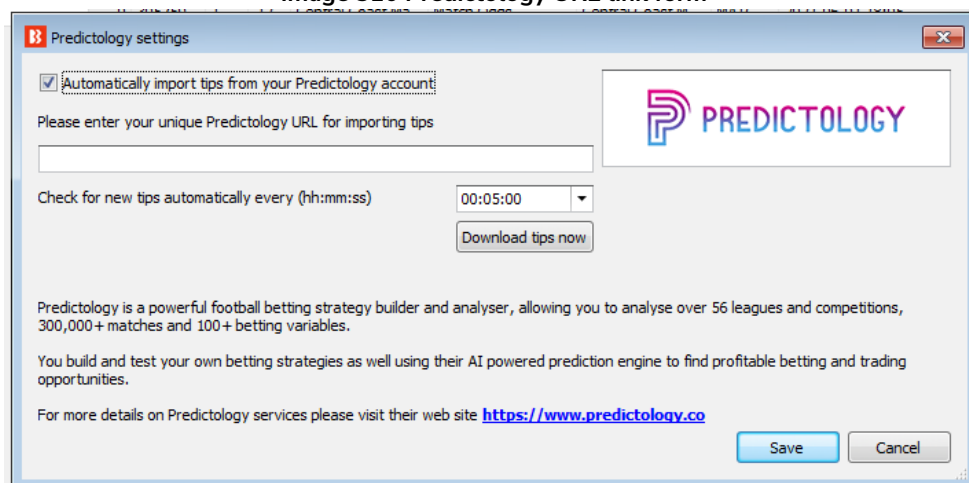 Predictology settings
Automatically import tips from your Predictology account
PREDICTOLOGY
Please enter your unique Predictology URL for importing tips
Check for new tips automatically every (hh:mm:ss)
00:05:00
Download tips now
Predictology is a powerful football betting strategy builder and analyser, allowing you to analyse over 56 leagues and competitions,
300,000+ matches and 100+ betting variables.
You build and test your own betting strategies as well using their AI powered prediction engine to find profitable betting and trading
opportunities.
For more details on Predictology services please visit their web site https://www.predictology.co
Save Cancel